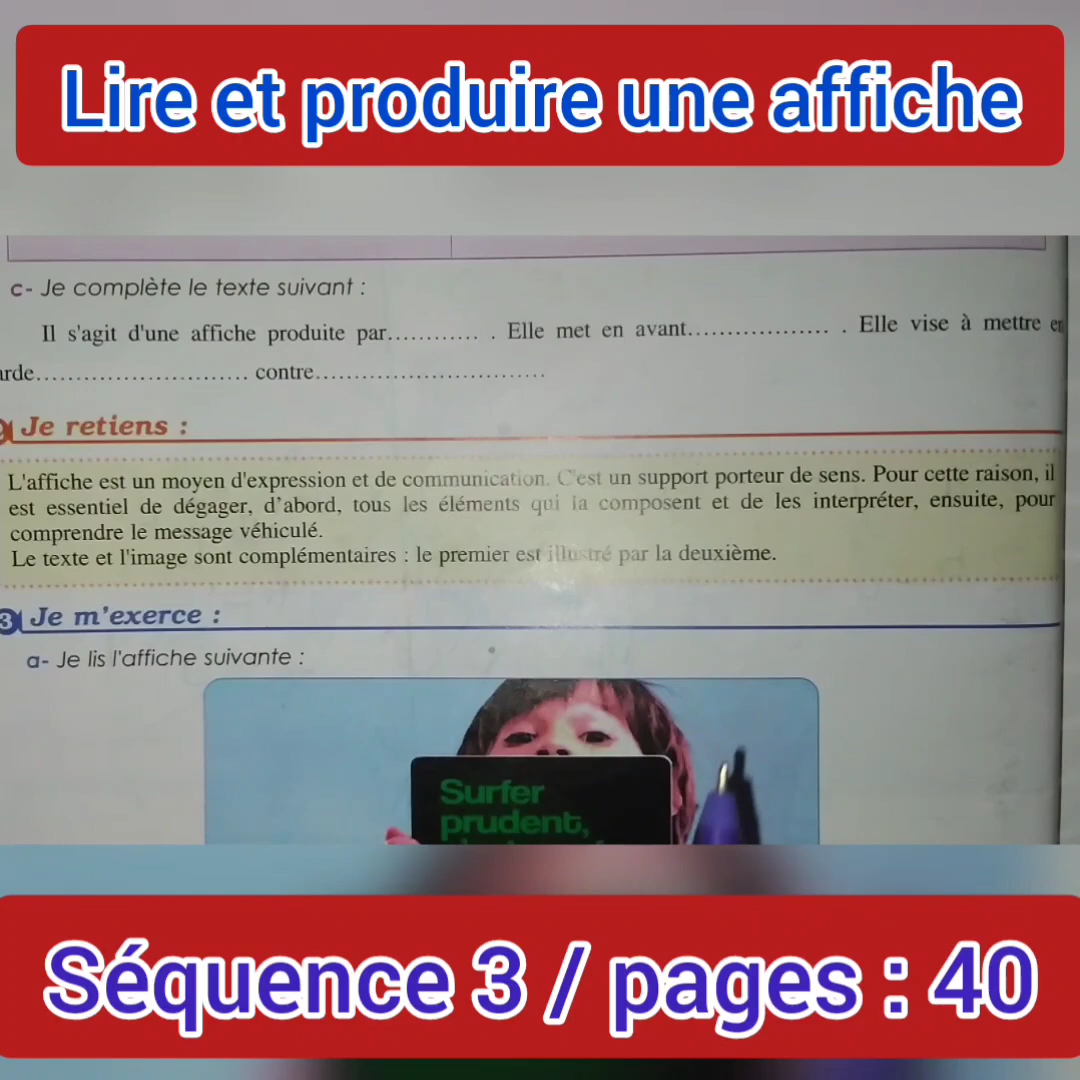 Lire et produire une affiche
c- Je complète le texte suivant :
Il s'agit d'une affiche produite par............ . Elle met en avant.................. . Elle vise à mettre en
arde........................... contre.............................
Je retiens :
L'affiche est un moyen d'expression et de communication. C'est un support porteur de sens. Pour cette raison, il
est essentiel de dégager, d'abord, tous les éléments qui la composent et de les interpréter, ensuite, pour
comprendre le message véhiculé.
Le texte et l'image sont complémentaires : le premier est illustré par la deuxième.
3 Je m'exerce :
a- Je lis l'affiche suivante :
Surfer
prudent,
Séquence 3 / pages : 40